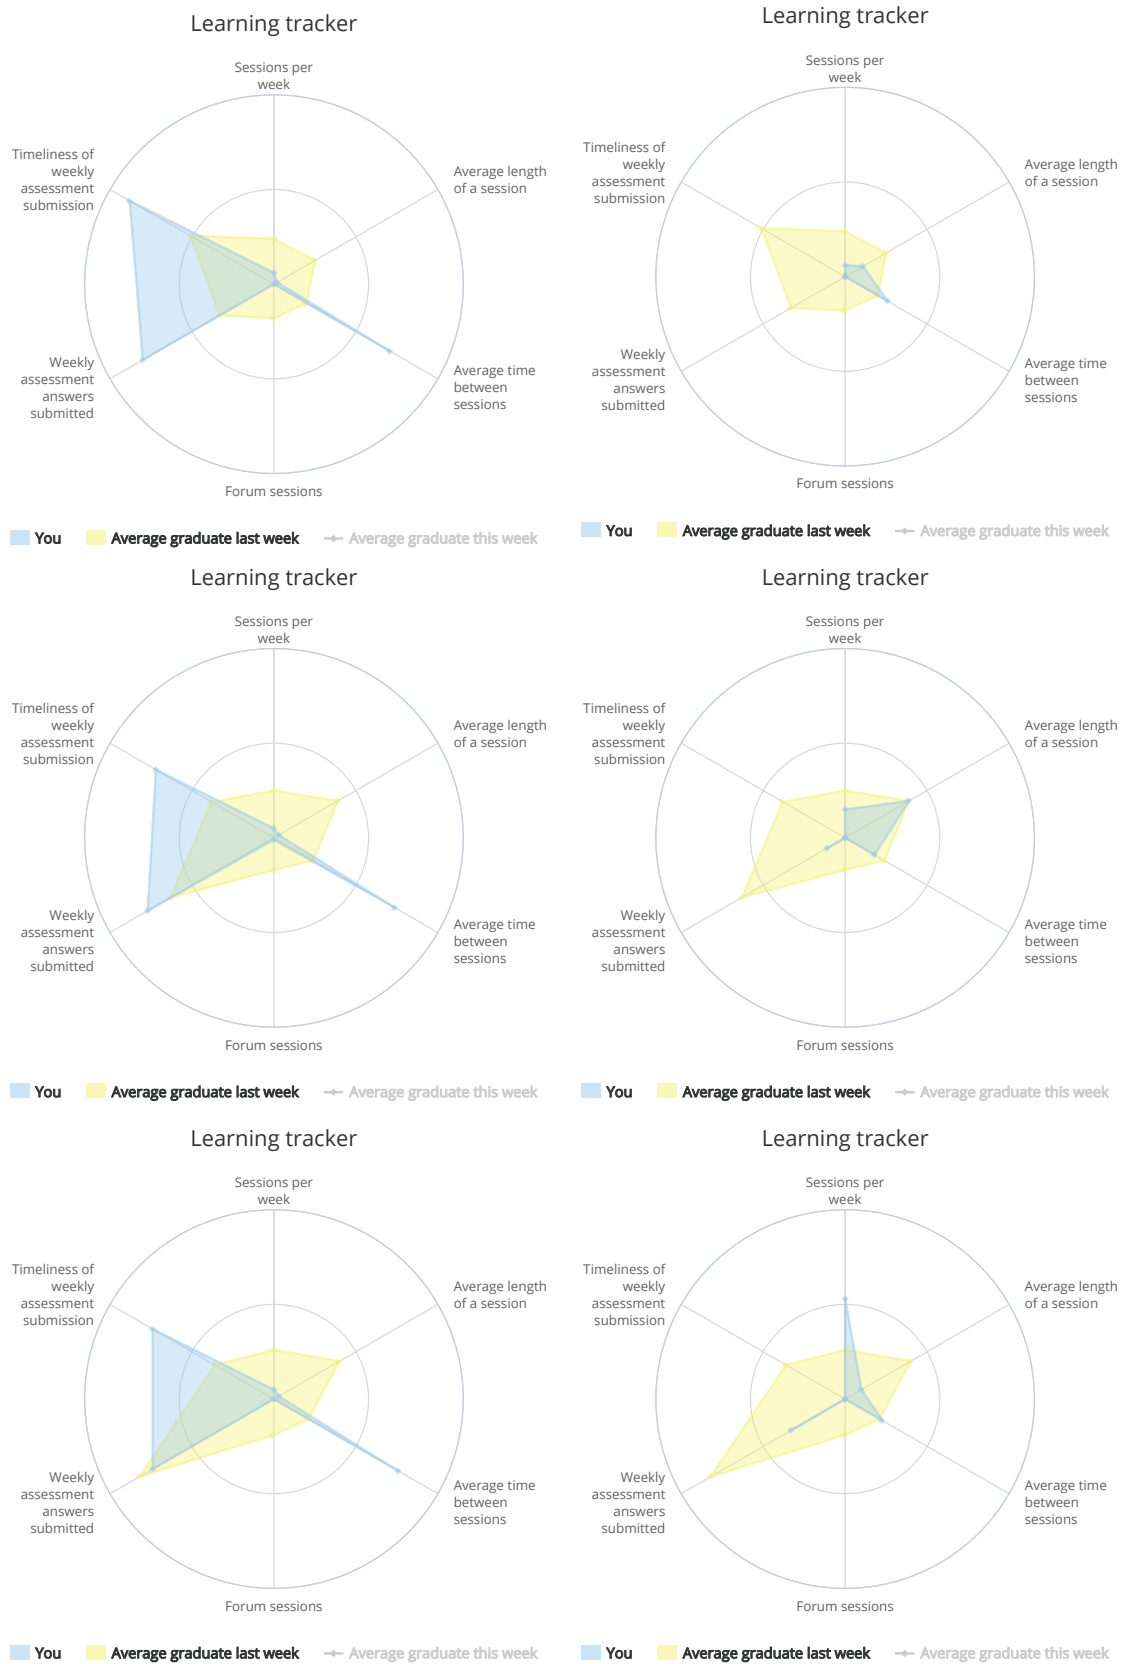 Learning tracker
Sessions per
week
Timeliness of
weekly
assessment
submission
Average length
of a session
Weekly
assessment
answers
submitted
Average time
between
sessions
Forum sessions
You Average graduate last week Average graduate this week
Learning tracker
Sessions per
week
Timeliness of
weekly
assessment
submission
Average length
of a session
Weekly
assessment
answers
submitted
Average time
between
sessions
Forum sessions
You Average graduate last week Average graduate this week
Learning tracker
Sessions per
week
Timeliness of
weekly
assessment
submission
Average length
of a session
Weekly
assessment
answers
submitted
Average time
between
sessions
Forum sessions
You Average graduate last week Average graduate this week
Learning tracker
Sessions per
week
Timeliness of
weekly
assessment
submission
Average length
of a session
Weekly
assessment
answers
submitted
Average time
between
sessions
Forum sessions
You Average graduate last week Average graduate this week
Learning tracker
Sessions per
week
Timeliness of
weekly
assessment
submission
Average length
of a session
Weekly
assessment
answers
submitted
Average time
between
sessions
Forum sessions
You Average graduate last week Average graduate this week
Learning tracker
Sessions per
week
Timeliness of
weekly
assessment
submission
Average length
of a session
Weekly
assessment
answers
submitted
Average time
between
sessions
Forum sessions
You Average graduate last week Average graduate this week